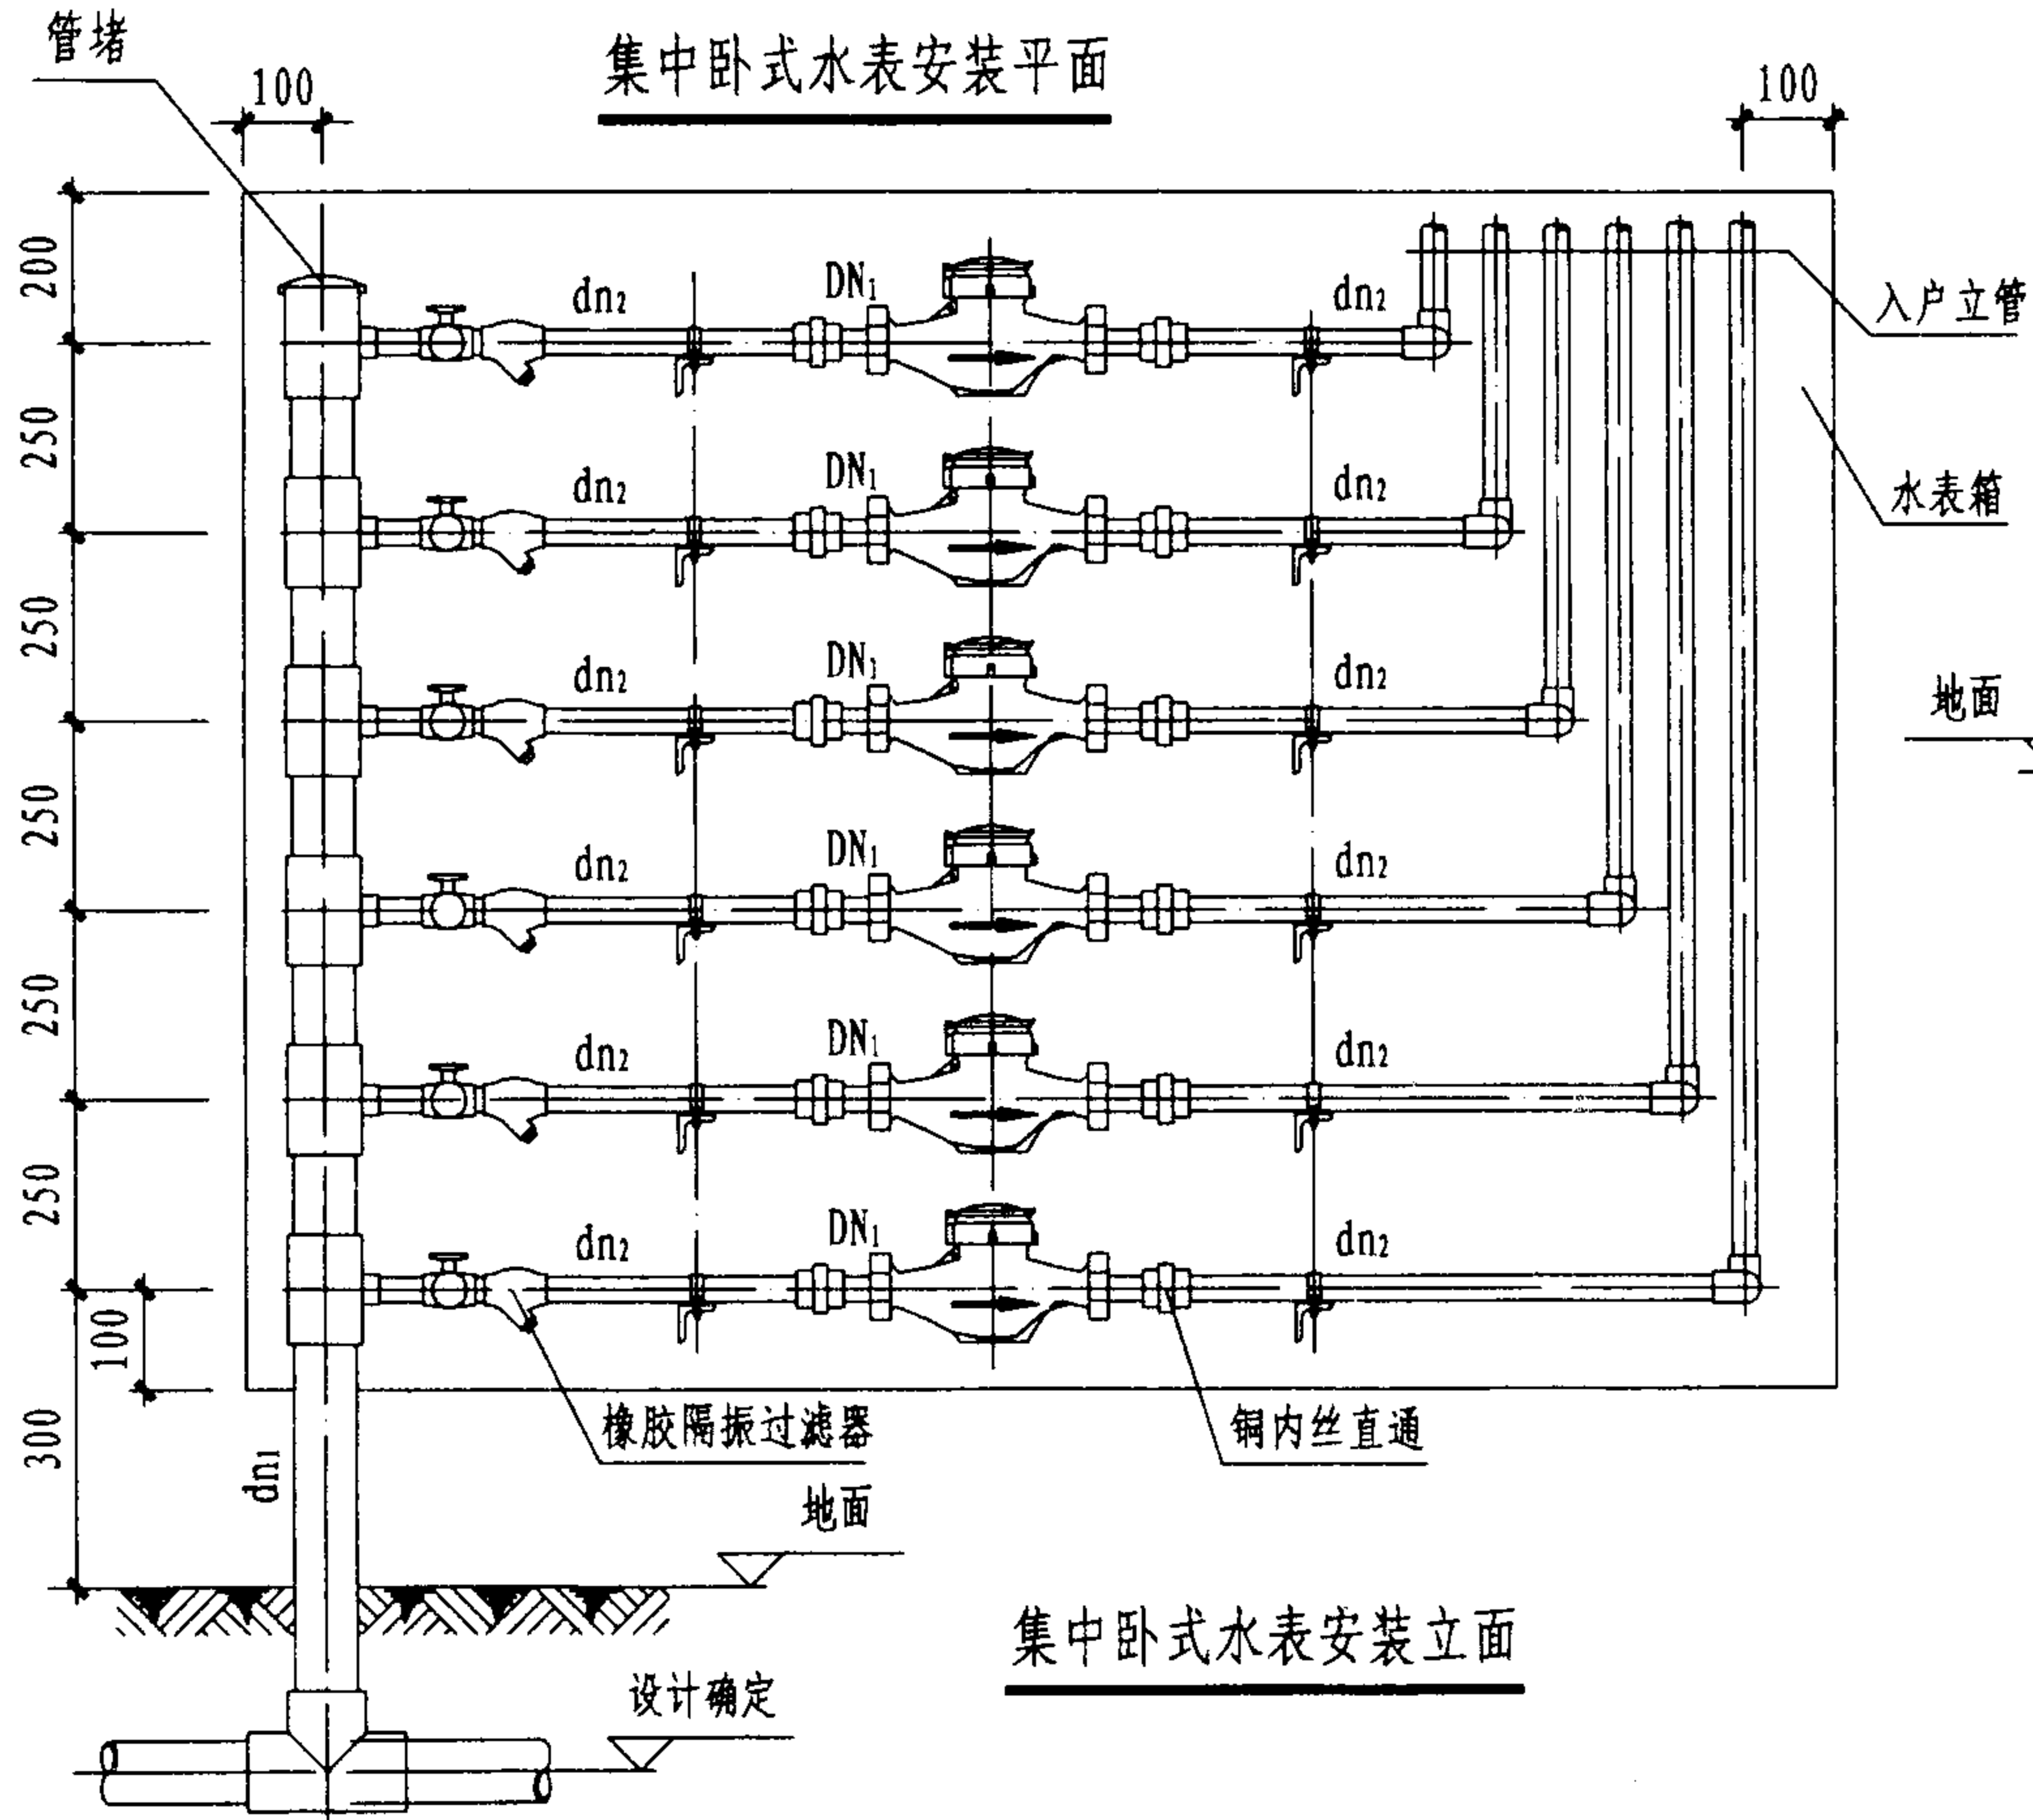 管堵
集中卧式水表安装平面
100
100
200
dn₂
DN₁
dn₂
入户立管
250
dn₂
DN₁
dn₂
水表箱
250
dn₂
DN₁
dn₂
地面
250
dn₂
DN₁
dn₂
250
dn₂
DN₁
dn₂
250
dn₂
DN₁
dn₂
100
300
dn₁
橡胶隔振过滤器
铜内丝直通
地面
集中卧式水表安装立面
设计确定